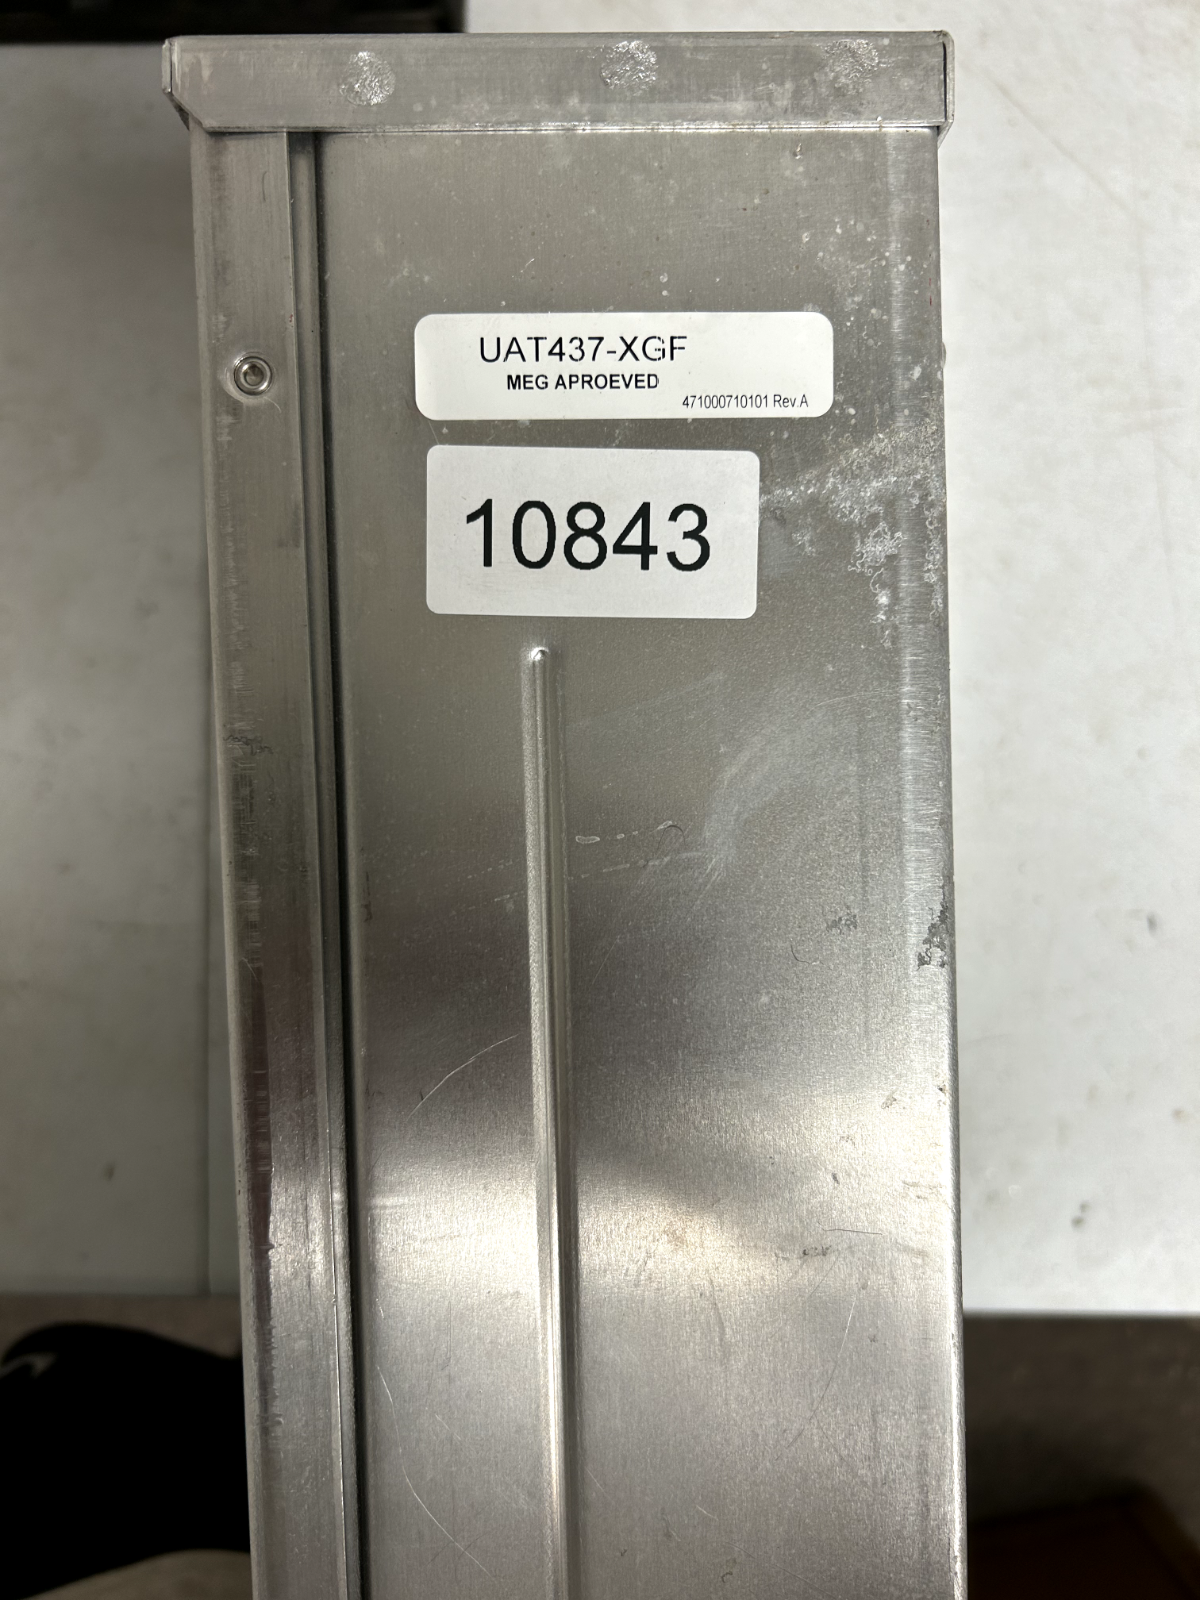 UAT437-XGF
MEG APROEVED
471000710101 Rev.A
10843